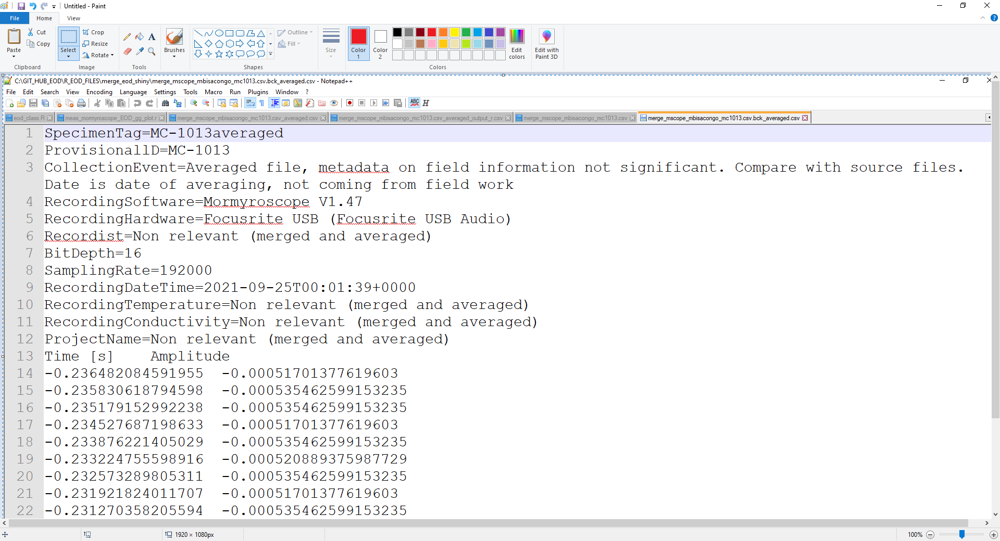 Untitled - Paint
File Home View
Paste
Cut
Copy
Clipboard
Select
Crop
Resize
Rotate
Image
Tools
Brushes
Shapes
Outline
Fill
Size
Color 1
Color 2
Edit colors
Colors
Edit with Paint 3D
C:\GIT_HUB_EOD\R_EOD_FILES\merge_eod_shiny\merge_mscope_mbisacongo_mc1013.csv.bck_averaged.csv - Notepad++
File Edit Search View Encoding Language Settings Tools Macro Run Plugins Window ?
eod_class.R meas_mormyroscope_EOD_gg_plot.r merge_mscope_mbisacongo_mc1013.csv_averaged.csv merge_mscope_mbisacongo_mc1013.csv_averaged_output_r.csv merge_mscope_mbisacongo_mc1013.csv merge_mscope_mbisacongo_mc1013.csv.bck_averaged.csv
1 SpecimenTag=MC-1013averaged
2 ProvisionallD=MC-1013
3 CollectionEvent=Averaged file, metadata on field information not significant. Compare with source files.
Date is date of averaging, not coming from field work
4 RecordingSoftware=Mormyroscope V1.47
5 RecordingHardware=Focusrite USB (Focusrite USB Audio)
6 Recordist=Non relevant (merged and averaged)
7 BitDepth=16
8 SamplingRate=192000
9 RecordingDateTime=2021-09-25T00:01:39+0000
10 RecordingTemperature=Non relevant (merged and averaged)
11 RecordingConductivity=Non relevant (merged and averaged)
12 ProjectName=Non relevant (merged and averaged)
13 Time [s] Amplitude
14 -0.236482084591955 -0.00051701377619603
15 -0.235830618794598 -0.000535462599153235
16 -0.235179152992238 -0.000535462599153235
17 -0.234527687198633 -0.00051701377619603
18 -0.233876221405029 -0.000535462599153235
19 -0.233224755598916 -0.000520889375987729
20 -0.232573289805311 -0.000535462599153235
21 -0.231921824011707 -0.00051701377619603
22 -0.231270358205594 -0.000535462599153235
1920 × 1080px
100%